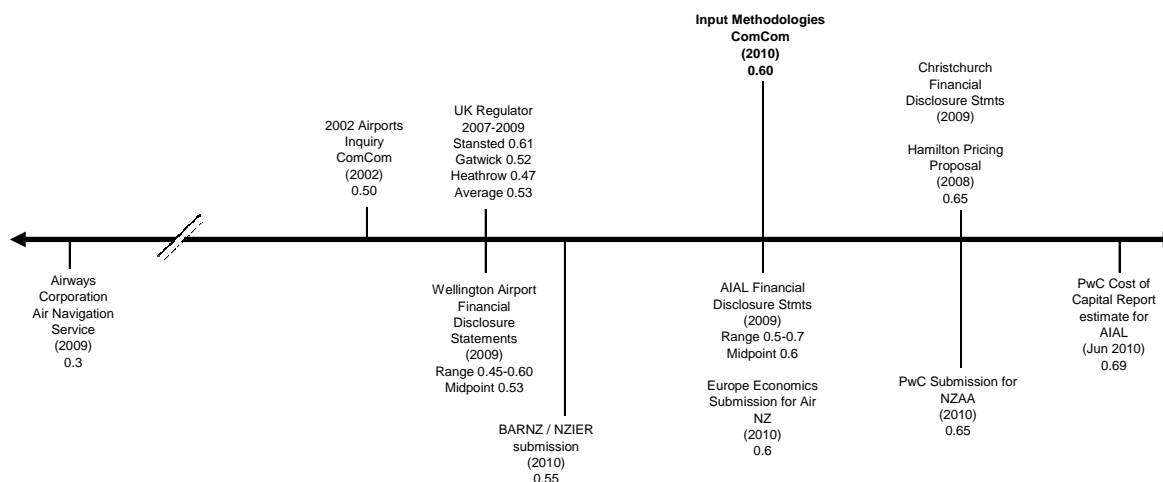 Input Methodologies
ComCom
(2010)
0.60
Christchurch
Financial
Disclosure Stmts
(2009)
Hamilton Pricing
Proposal
(2008)
0.65
UK Regulator
2007-2009
Stansted 0.61
Gatwick 0.52
Heathrow 0.47
Average 0.53
2002 Airports
Inquiry
ComCom
(2002)
0.50
Airways
Corporation
Air Navigation
Service
(2009)
0.3
Wellington Airport
Financial
Disclosure
Statements
(2009)
Range 0.45-0.60
Midpoint 0.53
BARNZ / NZIER
submission
(2010)
0.55
AIAL Financial
Disclosure Stmts
(2009)
Range 0.5-0.7
Midpoint 0.6
Europe Economics
Submission for Air
NZ
(2010)
0.6
PwC Submission for
NZAA
(2010)
0.65
PwC Cost of
Capital Report
estimate for
AIAL
(Jun 2010)
0.69